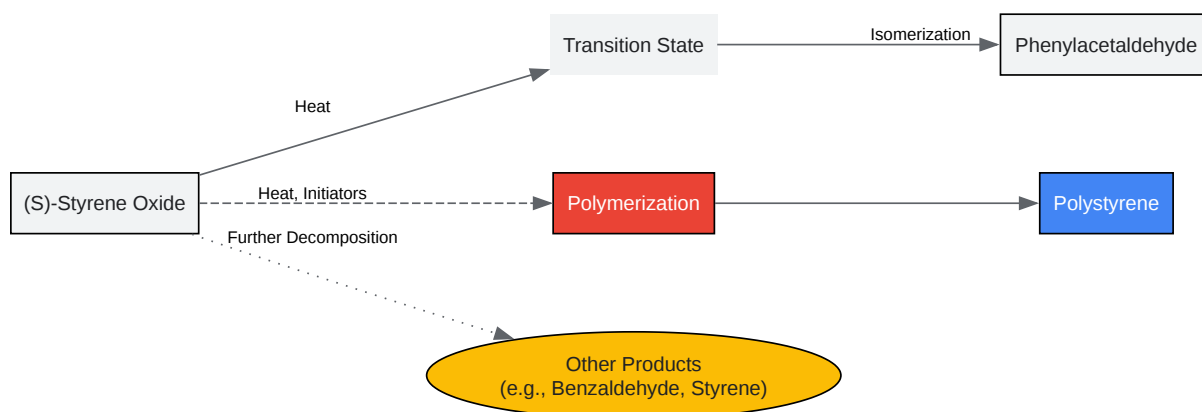 Transition State
Isomerization
Phenylacetaldehyde
Heat
(S)-Styrene Oxide
Heat, Initiators
Polymerization
Polystyrene
Further Decomposition
Other Products
(e.g., Benzaldehyde, Styrene)